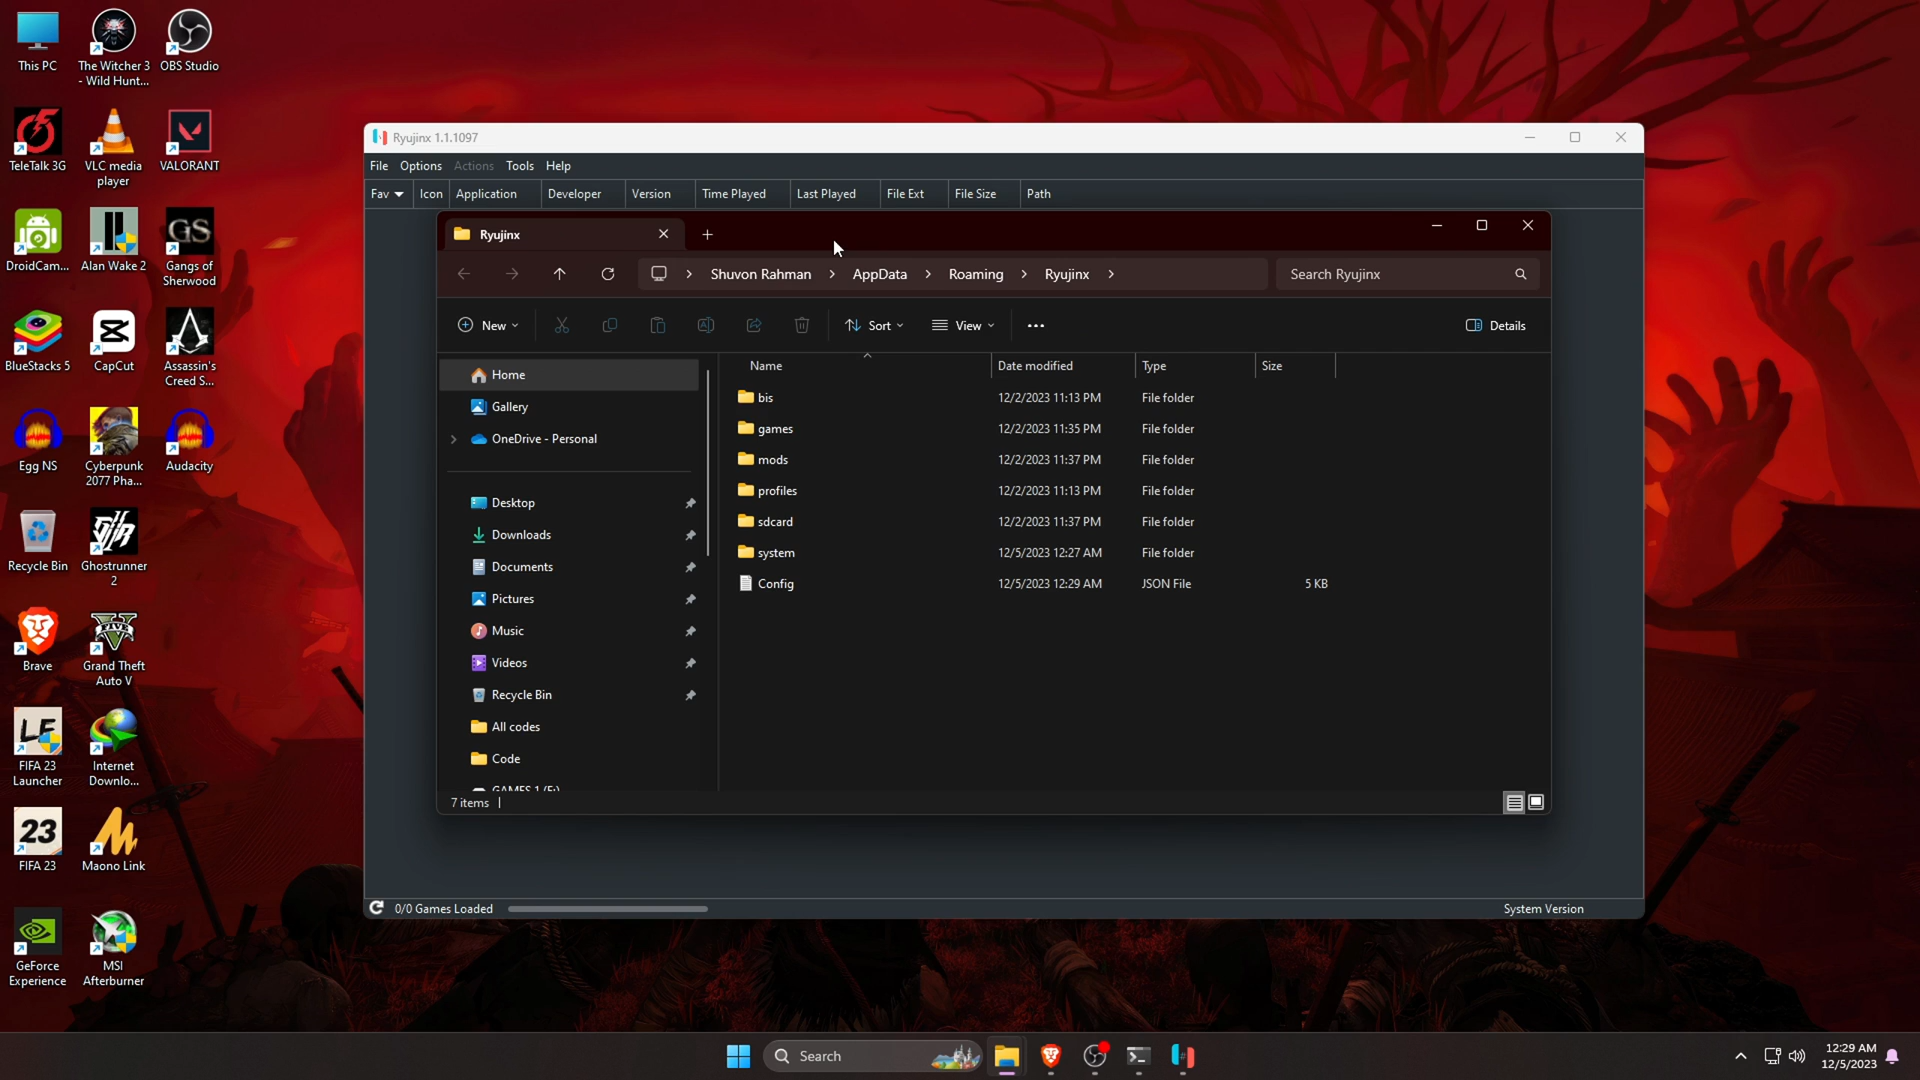 This PC
The Witcher 3
- Wild Hunt...
OBS Studio
TeleTalk 3G
VLC media
player
VALORANT
DroidCam...
Alan Wake 2
GS
Gangs of
Sherwood
BlueStacks 5
CapCut
Assassin's
Creed S...
Egg NS
Cyberpunk
2077 Pha...
Audacity
Recycle Bin
Ghostrunner
2
Brave
Grand Theft
Auto V
LF
FIFA 23
Launcher
Internet
Downlo...
23
FIFA 23
Maono Link
GeForce
Experience
MSI
Afterburner
Ryujinx 1.1.1097
File Options Actions Tools Help
Fav Icon Application Developer Version Time Played Last Played File Ext File Size Path
Ryujinx
Shuvon Rahman > AppData > Roaming > Ryujinx >
Search Ryujinx
New Sort View ... Details
Name Date modified Type Size
Home
Gallery
OneDrive - Personal
Desktop
Downloads
Documents
Pictures
Music
Videos
Recycle Bin
All codes
Code
GAMES 1 (F:)
bis 12/2/2023 11:13 PM File folder
games 12/2/2023 11:35 PM File folder
mods 12/2/2023 11:37 PM File folder
profiles 12/2/2023 11:13 PM File folder
sdcard 12/2/2023 11:37 PM File folder
system 12/5/2023 12:27 AM File folder
Config 12/5/2023 12:29 AM JSON File 5 KB
7 items
0/0 Games Loaded
System Version
Search
12:29 AM
12/5/2023